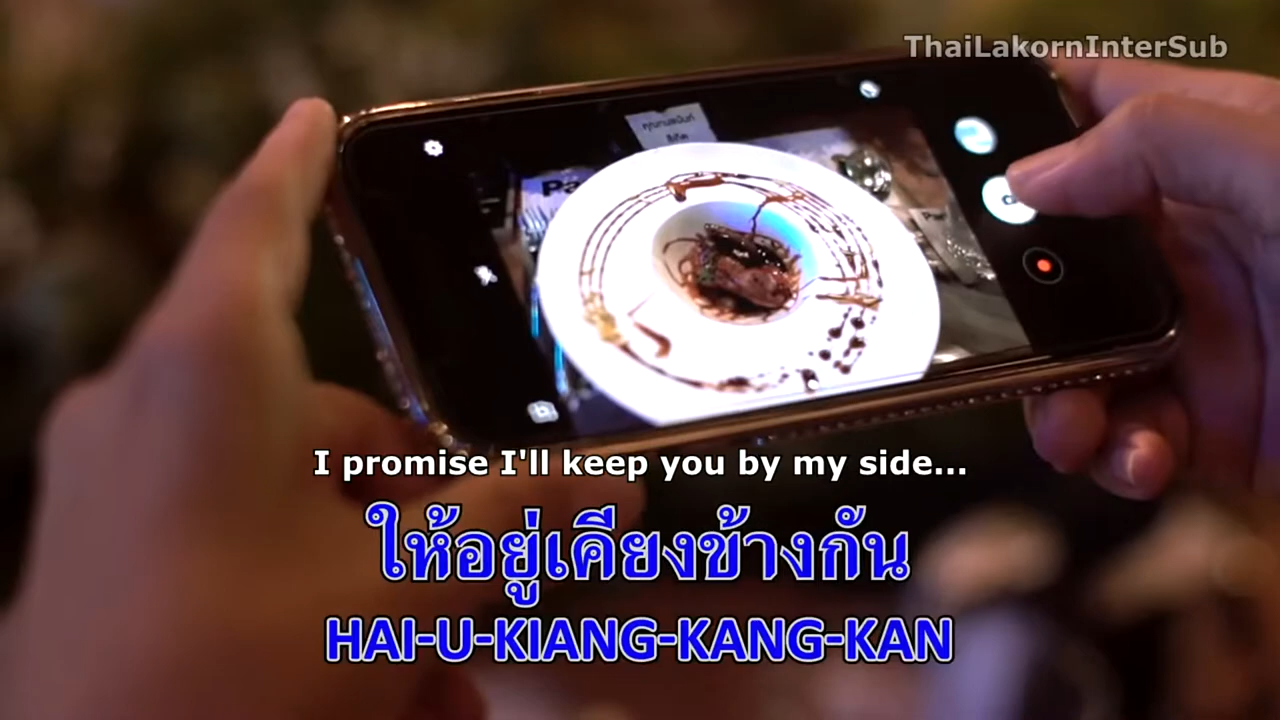 ThaiLakornInterSub
Par
I promise I'll keep you by my side...
ให้อยู่เคียงข้างกัน
HAI-U-KIANG-KANG-KAN